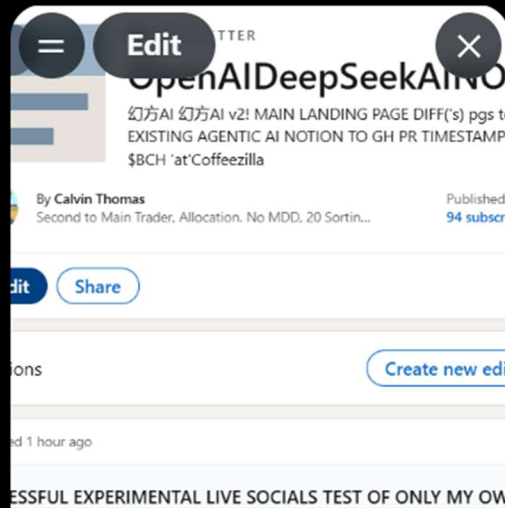 Edit
TTER
OpenAIDeepSeekAINO
幻方AI 幻方AI v2! MAIN LANDING PAGE DIFF('s) pgs t
EXISTING AGENTIC AI NOTION TO GH PR TIMESTAMP
$BCH 'at'Coffeezilla
By Calvin Thomas
Published
Second to Main Trader, Allocation. No MDD, 20 Sortin...
94 subscr
dit
Share
ions
Create new edi
ed 1 hour ago
ESSFUL EXPERIMENTAL LIVE SOCIALS TEST OF ONLY MY OW